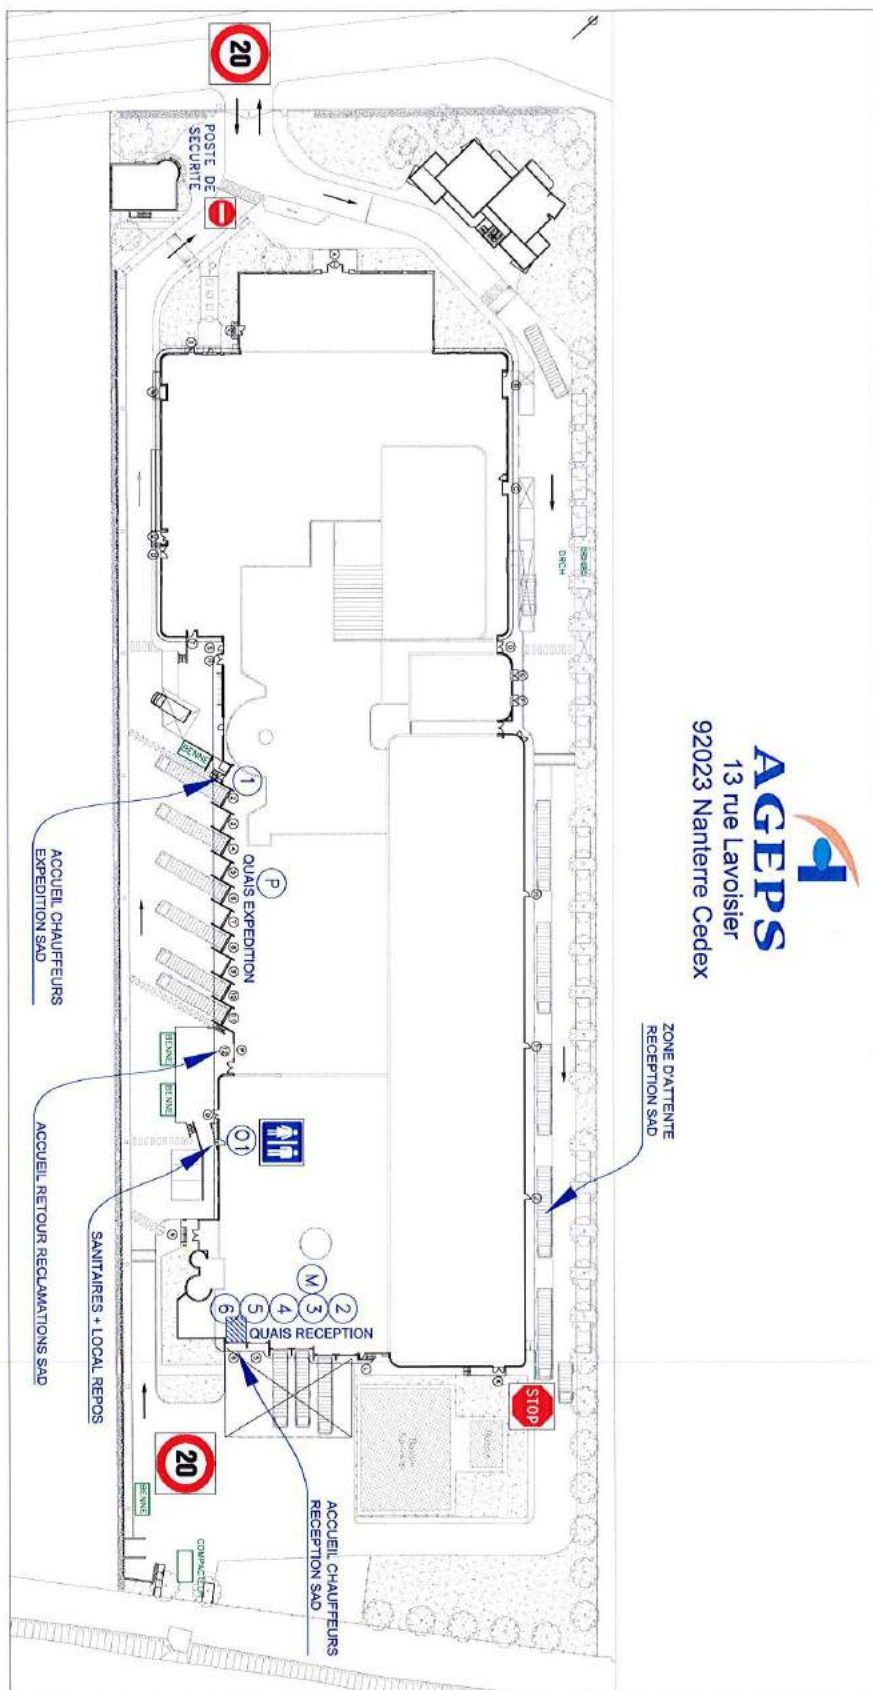 AGEPS
13 rue Lavoisier
92023 Nanterre Cedex
20
POSTE DE
SECURITE
DRCH
ZONE D'ATTENTE
RECEPTION SAD
BENNE
1
P
QUAIS EXPEDITION
ACCUEIL CHAUFFEURS
EXPEDITION SAD
BENNE
BENNE
O1
ACCUEIL RETOUR RECLAMATIONS SAD
SANITAIRES + LOCAL REPOS
M
2
3
4
5
6
QUAIS RECEPTION
STOP
20
ACCUEIL CHAUFFEURS
RECEPTION SAD
BENNE
COMPACTEUR